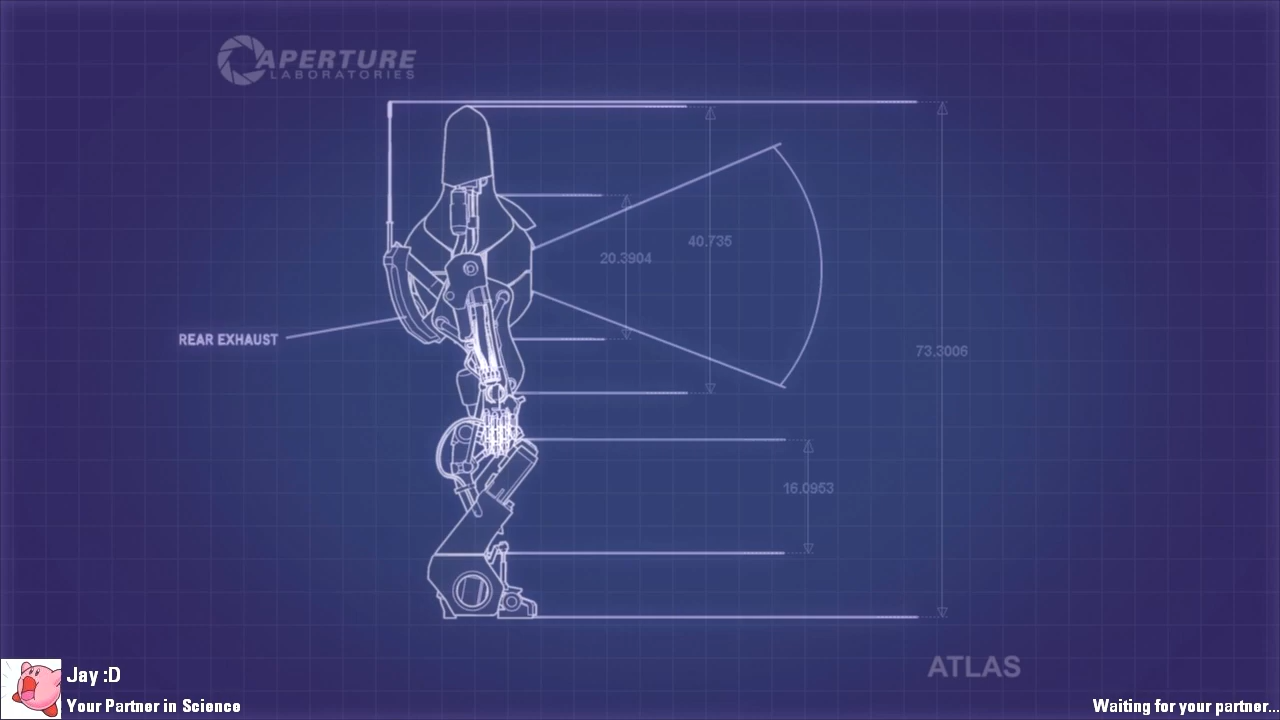 APERTURE
LABORATORIES
40.735
20.3904
REAR EXHAUST
73.3006
16.0953
ATLAS
Jay :D
Your Partner in Science
Waiting for your partner...